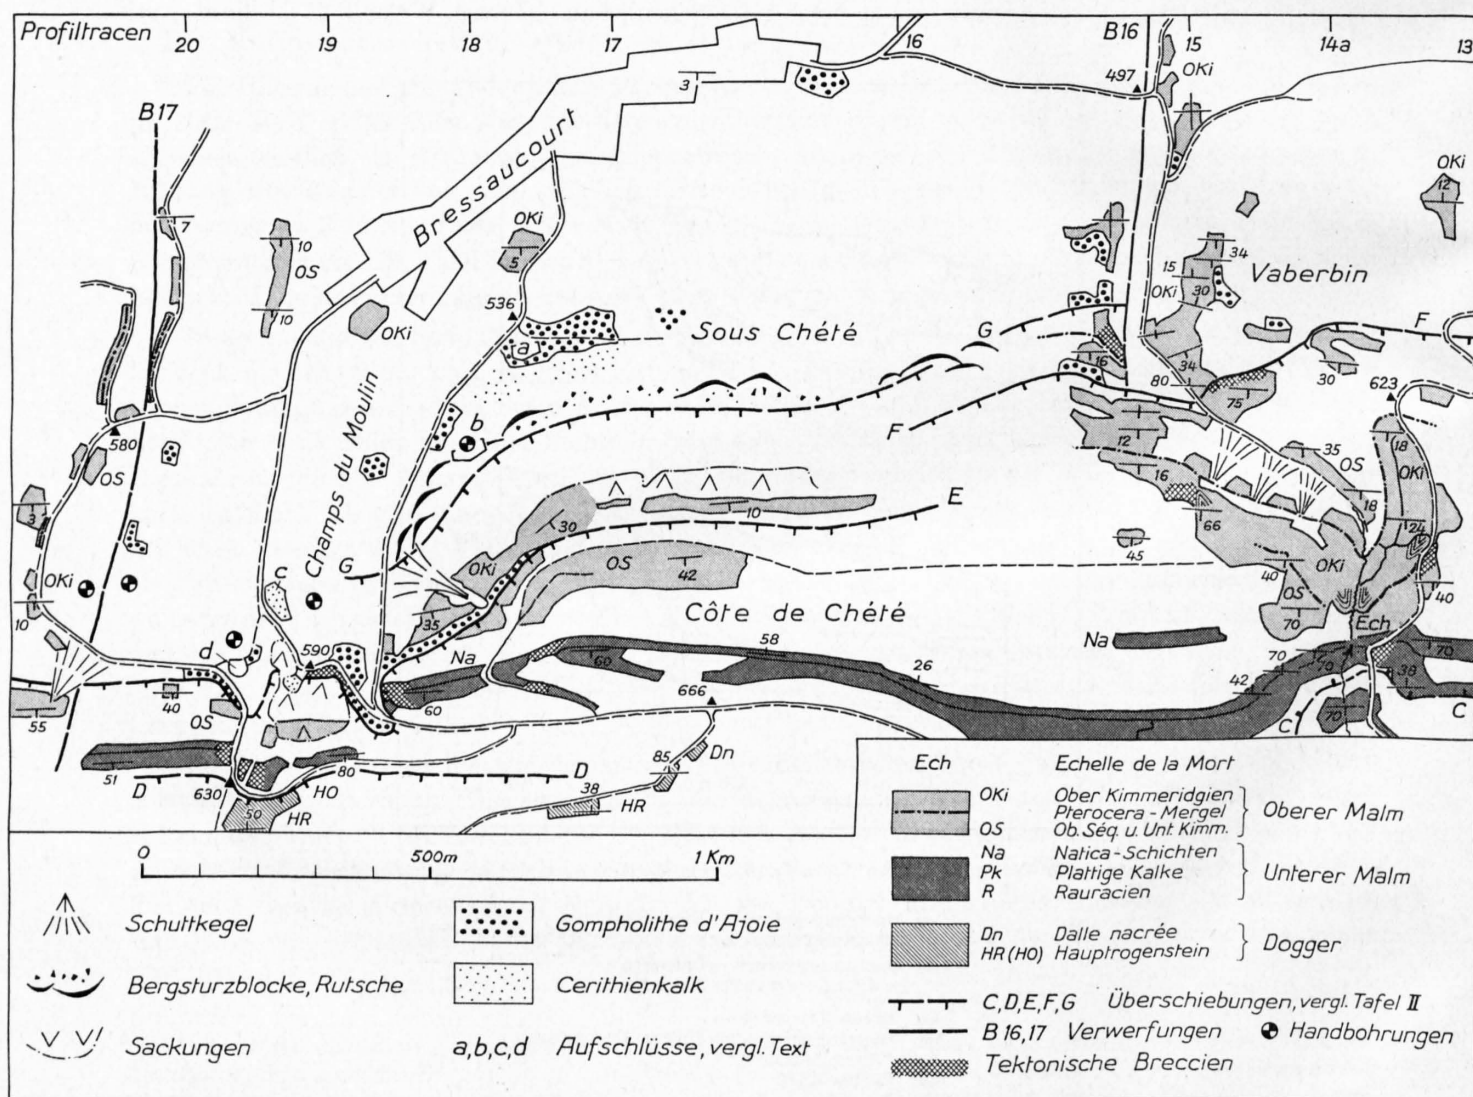 Profiltracen 20 19 18 17 16 B16 15 14a 13
B17
497
OKi
3
Bressaucourt
7
10
OS
10
OKi
5
OKi
12
34
15
OKi
30
Vaberbin
536
OKi
a
Sous Chété
G
F
16
34
80
75
30
623
Champs du Moulin
580
OS
b
F
12
16
35
OS
18
OKi
18
3
E
10
30
66
24
45
G
OKi
OS
42
40
OKi
OS
40
OKi
10
c
35
Côte de Chété
70
Ech
Na
d
590
Na
60
58
26
70
70
38
70
42
55
40
OS
60
666
C
70
C
51
D
630
HO
80
D
85
Dn
50
HR
38
HR
Ech Echelle de la Mort
OKi Ober Kimmeridgien
Pterocera-Mergel
OS Ob. Séq. u. Unt Kimm.
Oberer Malm
Na Natica-Schichten
Pk Plattige Kalke
R Rauracien
Unterer Malm
Dn Dalle nacrée
HR (HO) Hauptrogenstein
Dogger
0 500m 1 Km
Schuttkegel
Gompholithe d'Ajoie
Bergsturzblocke, Rutsche
Cerithienkalk
Sackungen
a,b,c,d Aufschlüsse, vergl. Text
C,D,E,F,G Überschiebungen, vergl. Tafel II
B 16,17 Verwerfungen
Handbohrungen
Tektonische Breccien